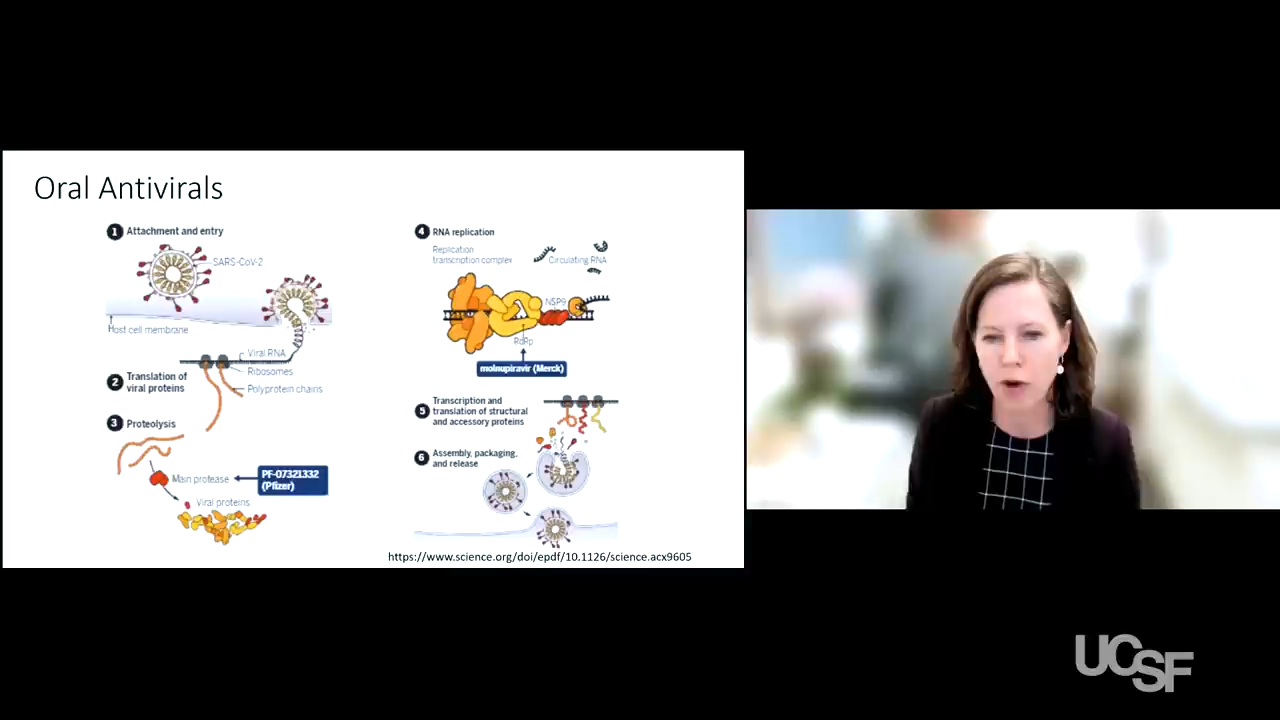 Oral Antivirals
1 Attachment and entry
SARS-CoV-2
Host cell membrane
Viral RNA
Ribosomes
2 Translation of
viral proteins
Polyprotein chains
3 Proteolysis
Main protease
PF-07321332
(Pfizer)
Viral proteins
4 RNA replication
Replication
transcription complex
Circulating RNA
NSP9
RdRp
molnupiravir (Merck)
5 Transcription and
translation of structural
and accessory proteins
6 Assembly, packaging,
and release
https://www.science.org/doi/epdf/10.1126/science.acx9605
UCSF